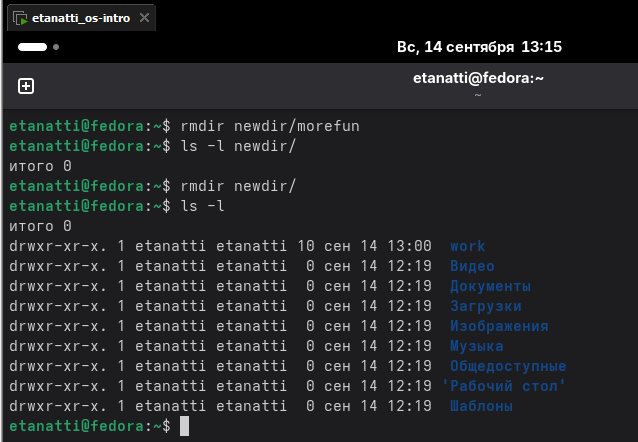 etanatti_os-intro
Вс, 14 сентября 13:15
etanatti@fedora:~
~
etanatti@fedora:~$ rmdir newdir/morefun
etanatti@fedora:~$ ls -l newdir/
итого 0
etanatti@fedora:~$ rmdir newdir/
etanatti@fedora:~$ ls -l
итого 0
drwxr-xr-x. 1 etanatti etanatti 10 сен 14 13:00  work
drwxr-xr-x. 1 etanatti etanatti  0 сен 14 12:19  Видео
drwxr-xr-x. 1 etanatti etanatti  0 сен 14 12:19  Документы
drwxr-xr-x. 1 etanatti etanatti  0 сен 14 12:19  Загрузки
drwxr-xr-x. 1 etanatti etanatti  0 сен 14 12:19  Изображения
drwxr-xr-x. 1 etanatti etanatti  0 сен 14 12:19  Музыка
drwxr-xr-x. 1 etanatti etanatti  0 сен 14 12:19  Общедоступные
drwxr-xr-x. 1 etanatti etanatti  0 сен 14 12:19 'Рабочий стол'
drwxr-xr-x. 1 etanatti etanatti  0 сен 14 12:19  Шаблоны
etanatti@fedora:~$